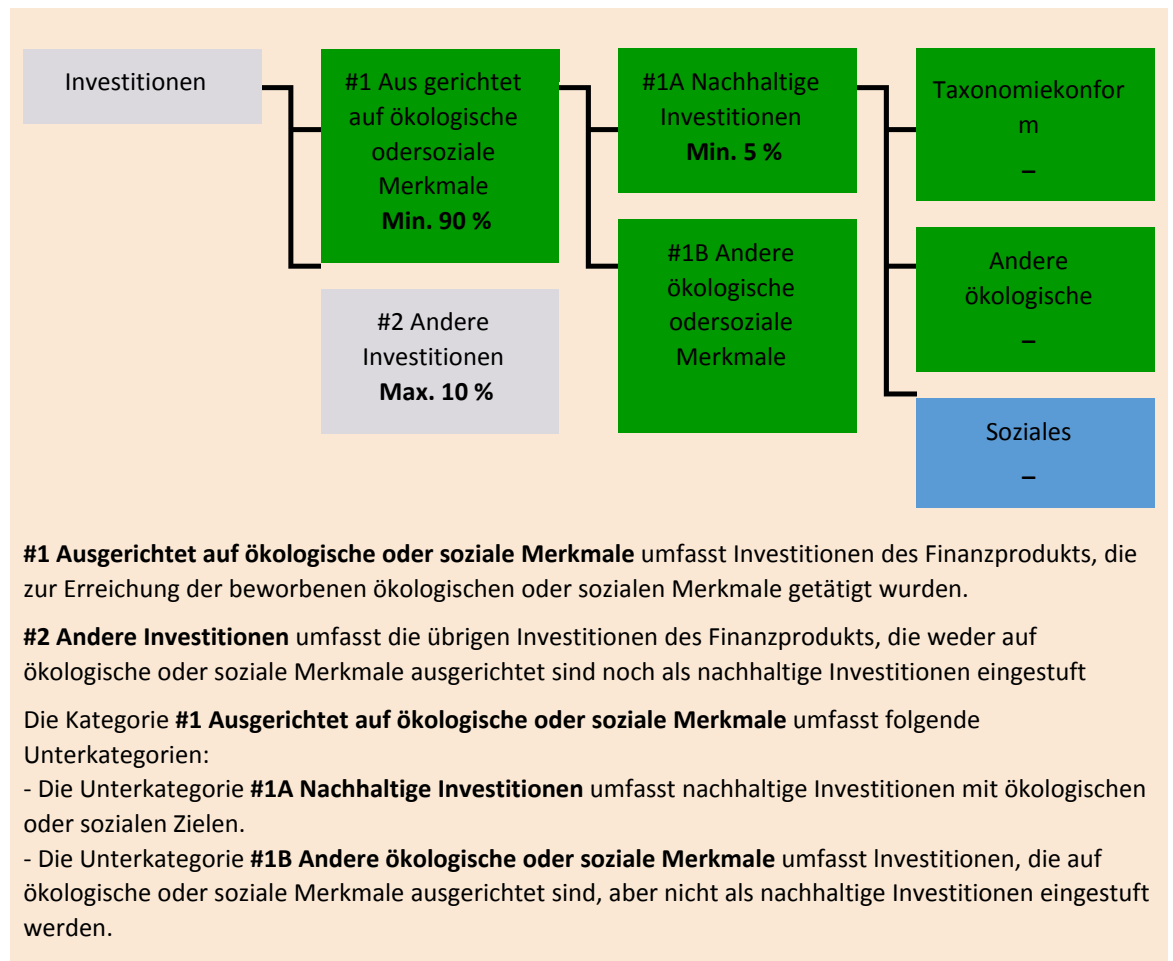 Investitionen
#1 Aus gerichtet
auf ökologische
odersoziale
Merkmale
Min. 90 %
#2 Andere
Investitionen
Max. 10 %
#1A Nachhaltige
Investitionen
Min. 5 %
#1B Andere
ökologische
odersoziale
Merkmale
Taxonomiekonfor
m
–
Andere
ökologische
–
Soziales
–
#1 Ausgerichtet auf ökologische oder soziale Merkmale umfasst Investitionen des Finanzprodukts, die
zur Erreichung der beworbenen ökologischen oder sozialen Merkmale getätigt wurden.
#2 Andere Investitionen umfasst die übrigen Investitionen des Finanzprodukts, die weder auf
ökologische oder soziale Merkmale ausgerichtet sind noch als nachhaltige Investitionen eingestuft
Die Kategorie #1 Ausgerichtet auf ökologische oder soziale Merkmale umfasst folgende
Unterkategorien:
- Die Unterkategorie #1A Nachhaltige Investitionen umfasst nachhaltige Investitionen mit ökologischen
oder sozialen Zielen.
- Die Unterkategorie #1B Andere ökologische oder soziale Merkmale umfasst lnvestitionen, die auf
ökologische oder soziale Merkmale ausgerichtet sind, aber nicht als nachhaltige Investitionen eingestuft
werden.